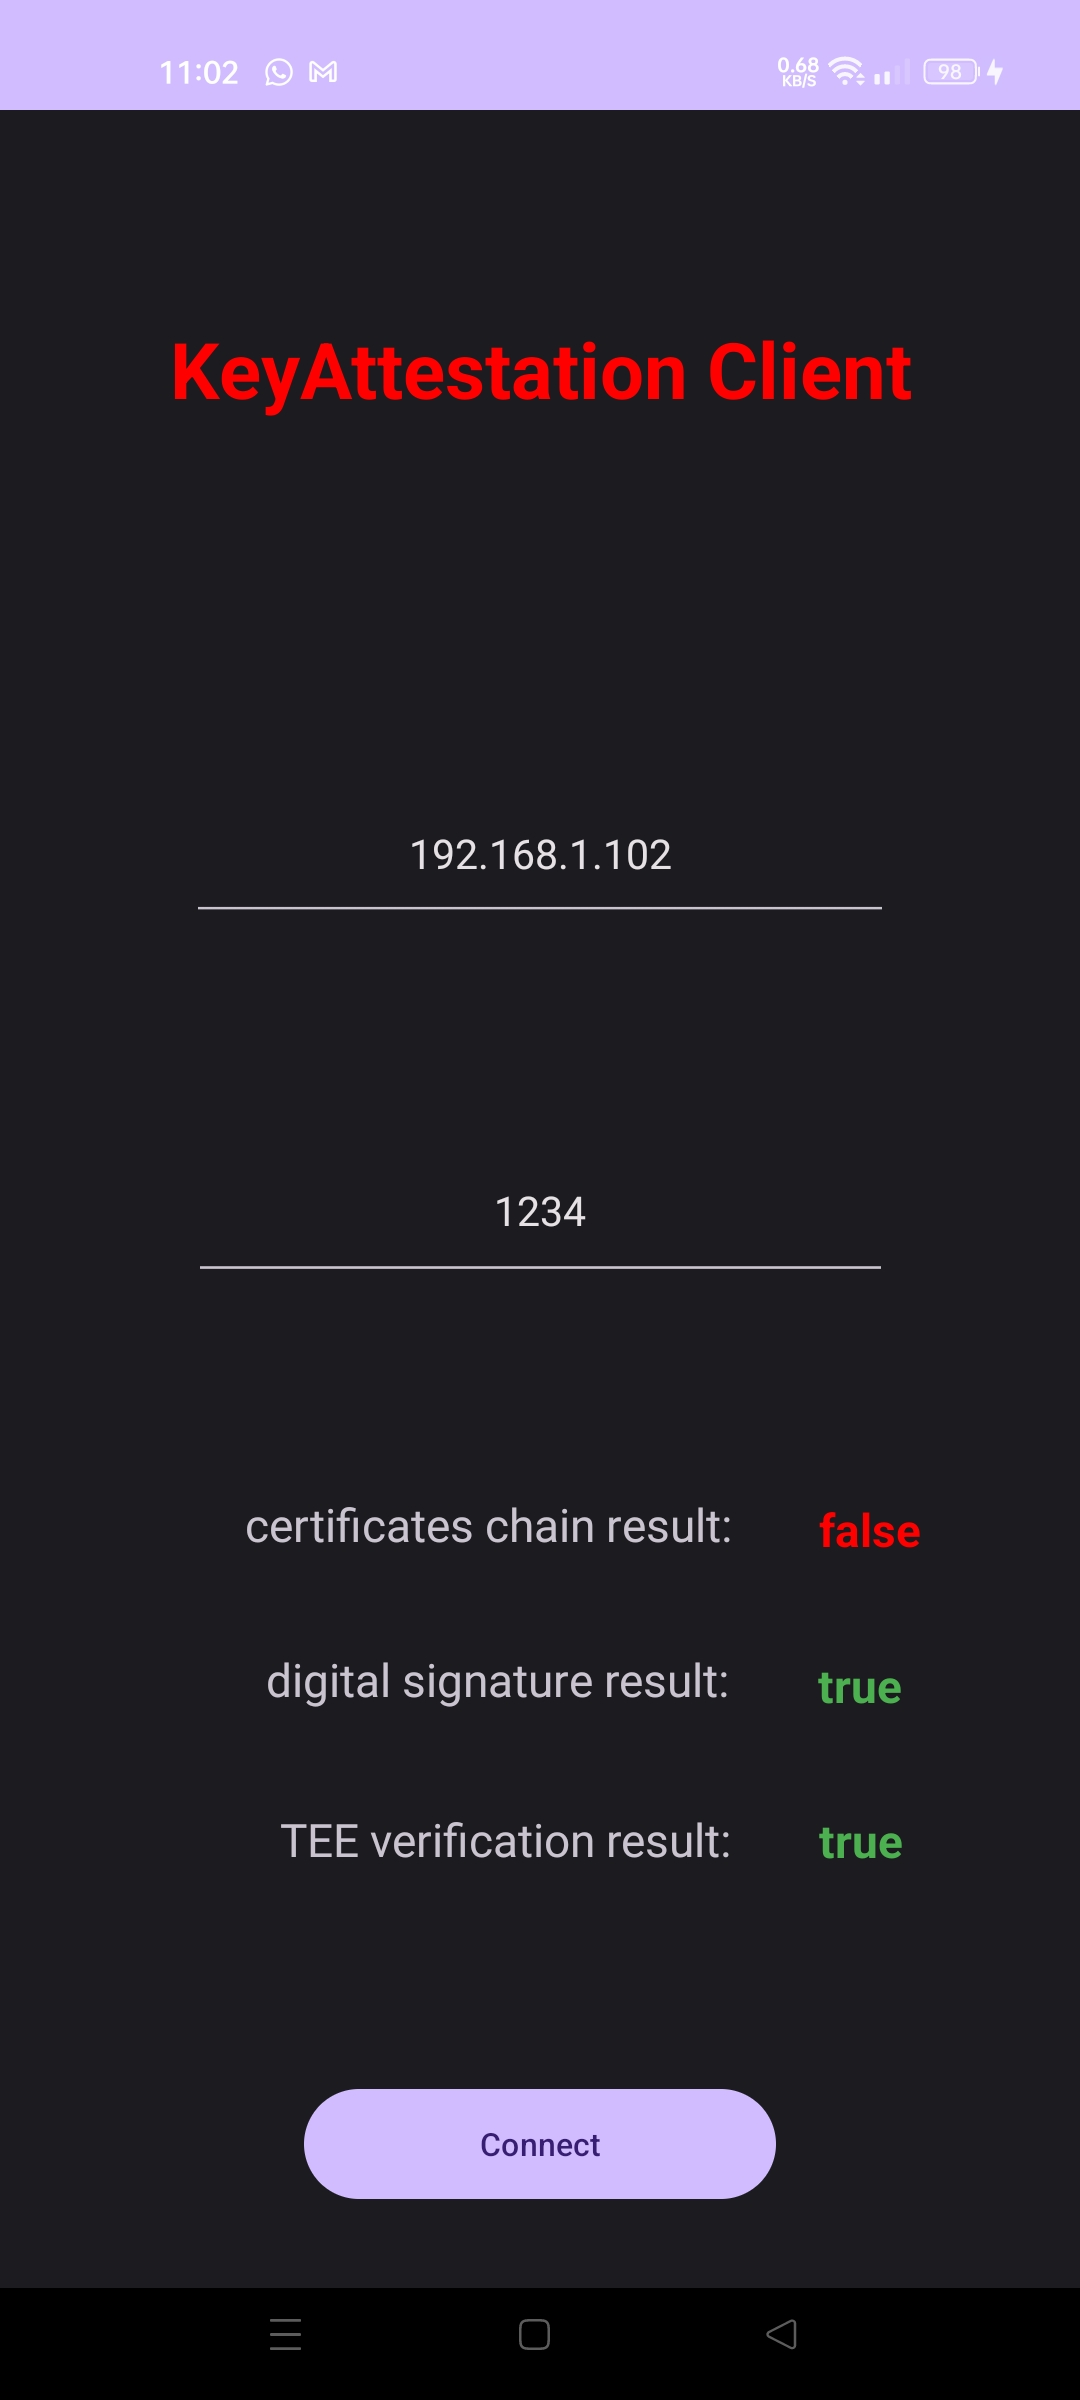 11:02
0.68
KB/S
98
KeyAttestation Client
192.168.1.102
1234
certificates chain result: false
digital signature result: true
TEE verification result: true
Connect